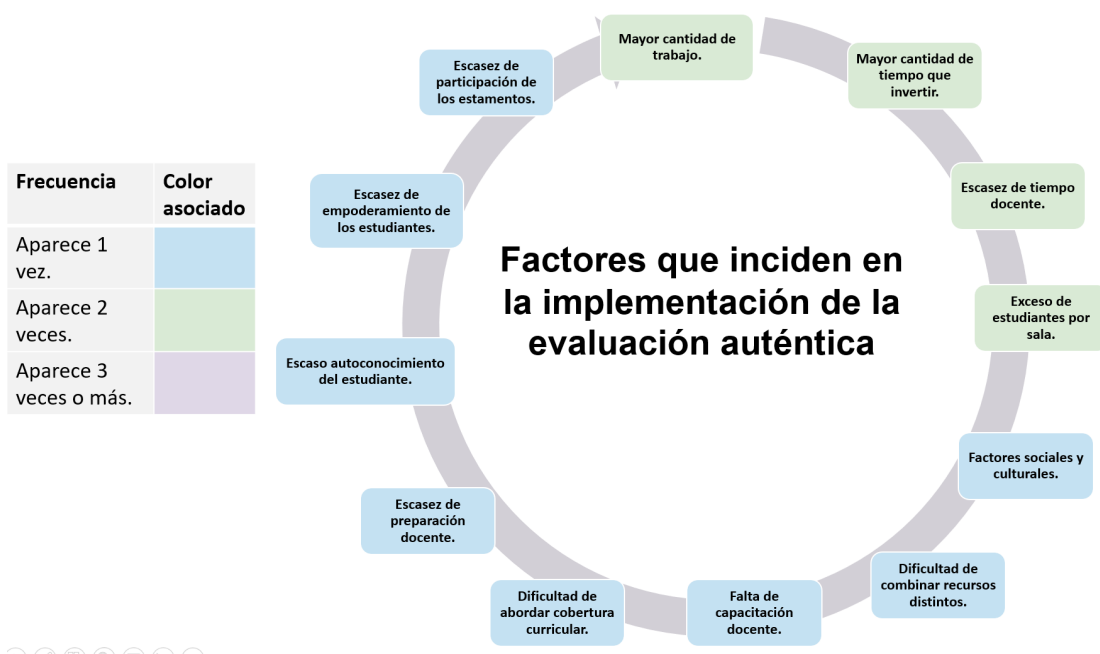 Frecuencia
Color
asociado
Aparece 1
vez.
Aparece 2
veces.
Aparece 3
veces o más.
Factores que inciden en
la implementación de la
evaluación auténtica
Mayor cantidad de
trabajo.
Mayor cantidad de
tiempo que
invertir.
Escasez de tiempo
docente.
Exceso de
estudiantes por
sala.
Factores sociales y
culturales.
Dificultad de
combinar recursos
distintos.
Falta de
capacitación
docente.
Dificultad de
abordar cobertura
curricular.
Escasez de
preparación
docente.
Escaso autoconocimiento
del estudiante.
Escasez de
empoderamiento de
los estudiantes.
Escasez de
participación de
los estamentos.